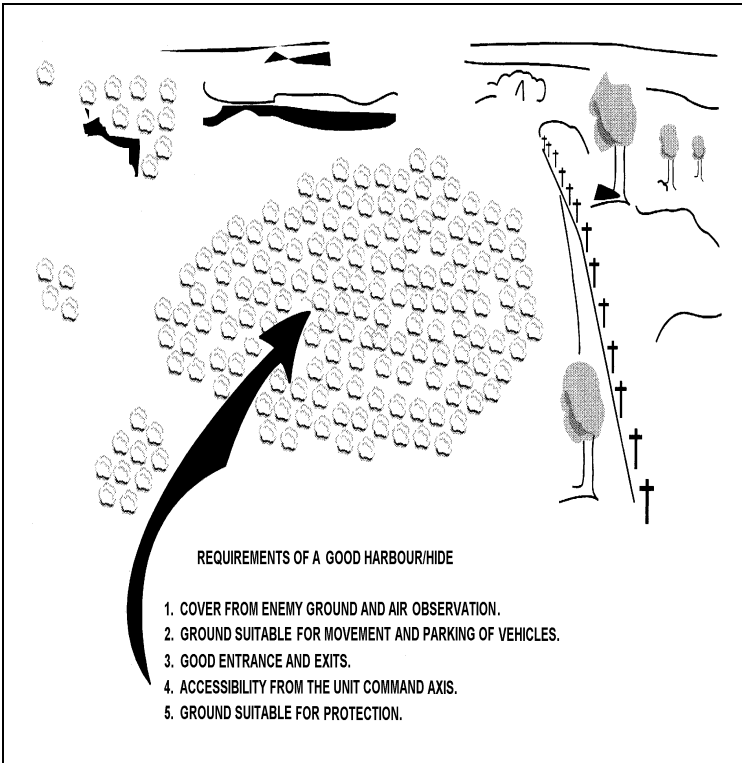 REQUIREMENTS OF A GOOD HARBOUR/HIDE
1. COVER FROM ENEMY GROUND AND AIR OBSERVATION.
2. GROUND SUITABLE FOR MOVEMENT AND PARKING OF VEHICLES.
3. GOOD ENTRANCE AND EXITS.
4. ACCESSIBILITY FROM THE UNIT COMMAND AXIS.
5. GROUND SUITABLE FOR PROTECTION.